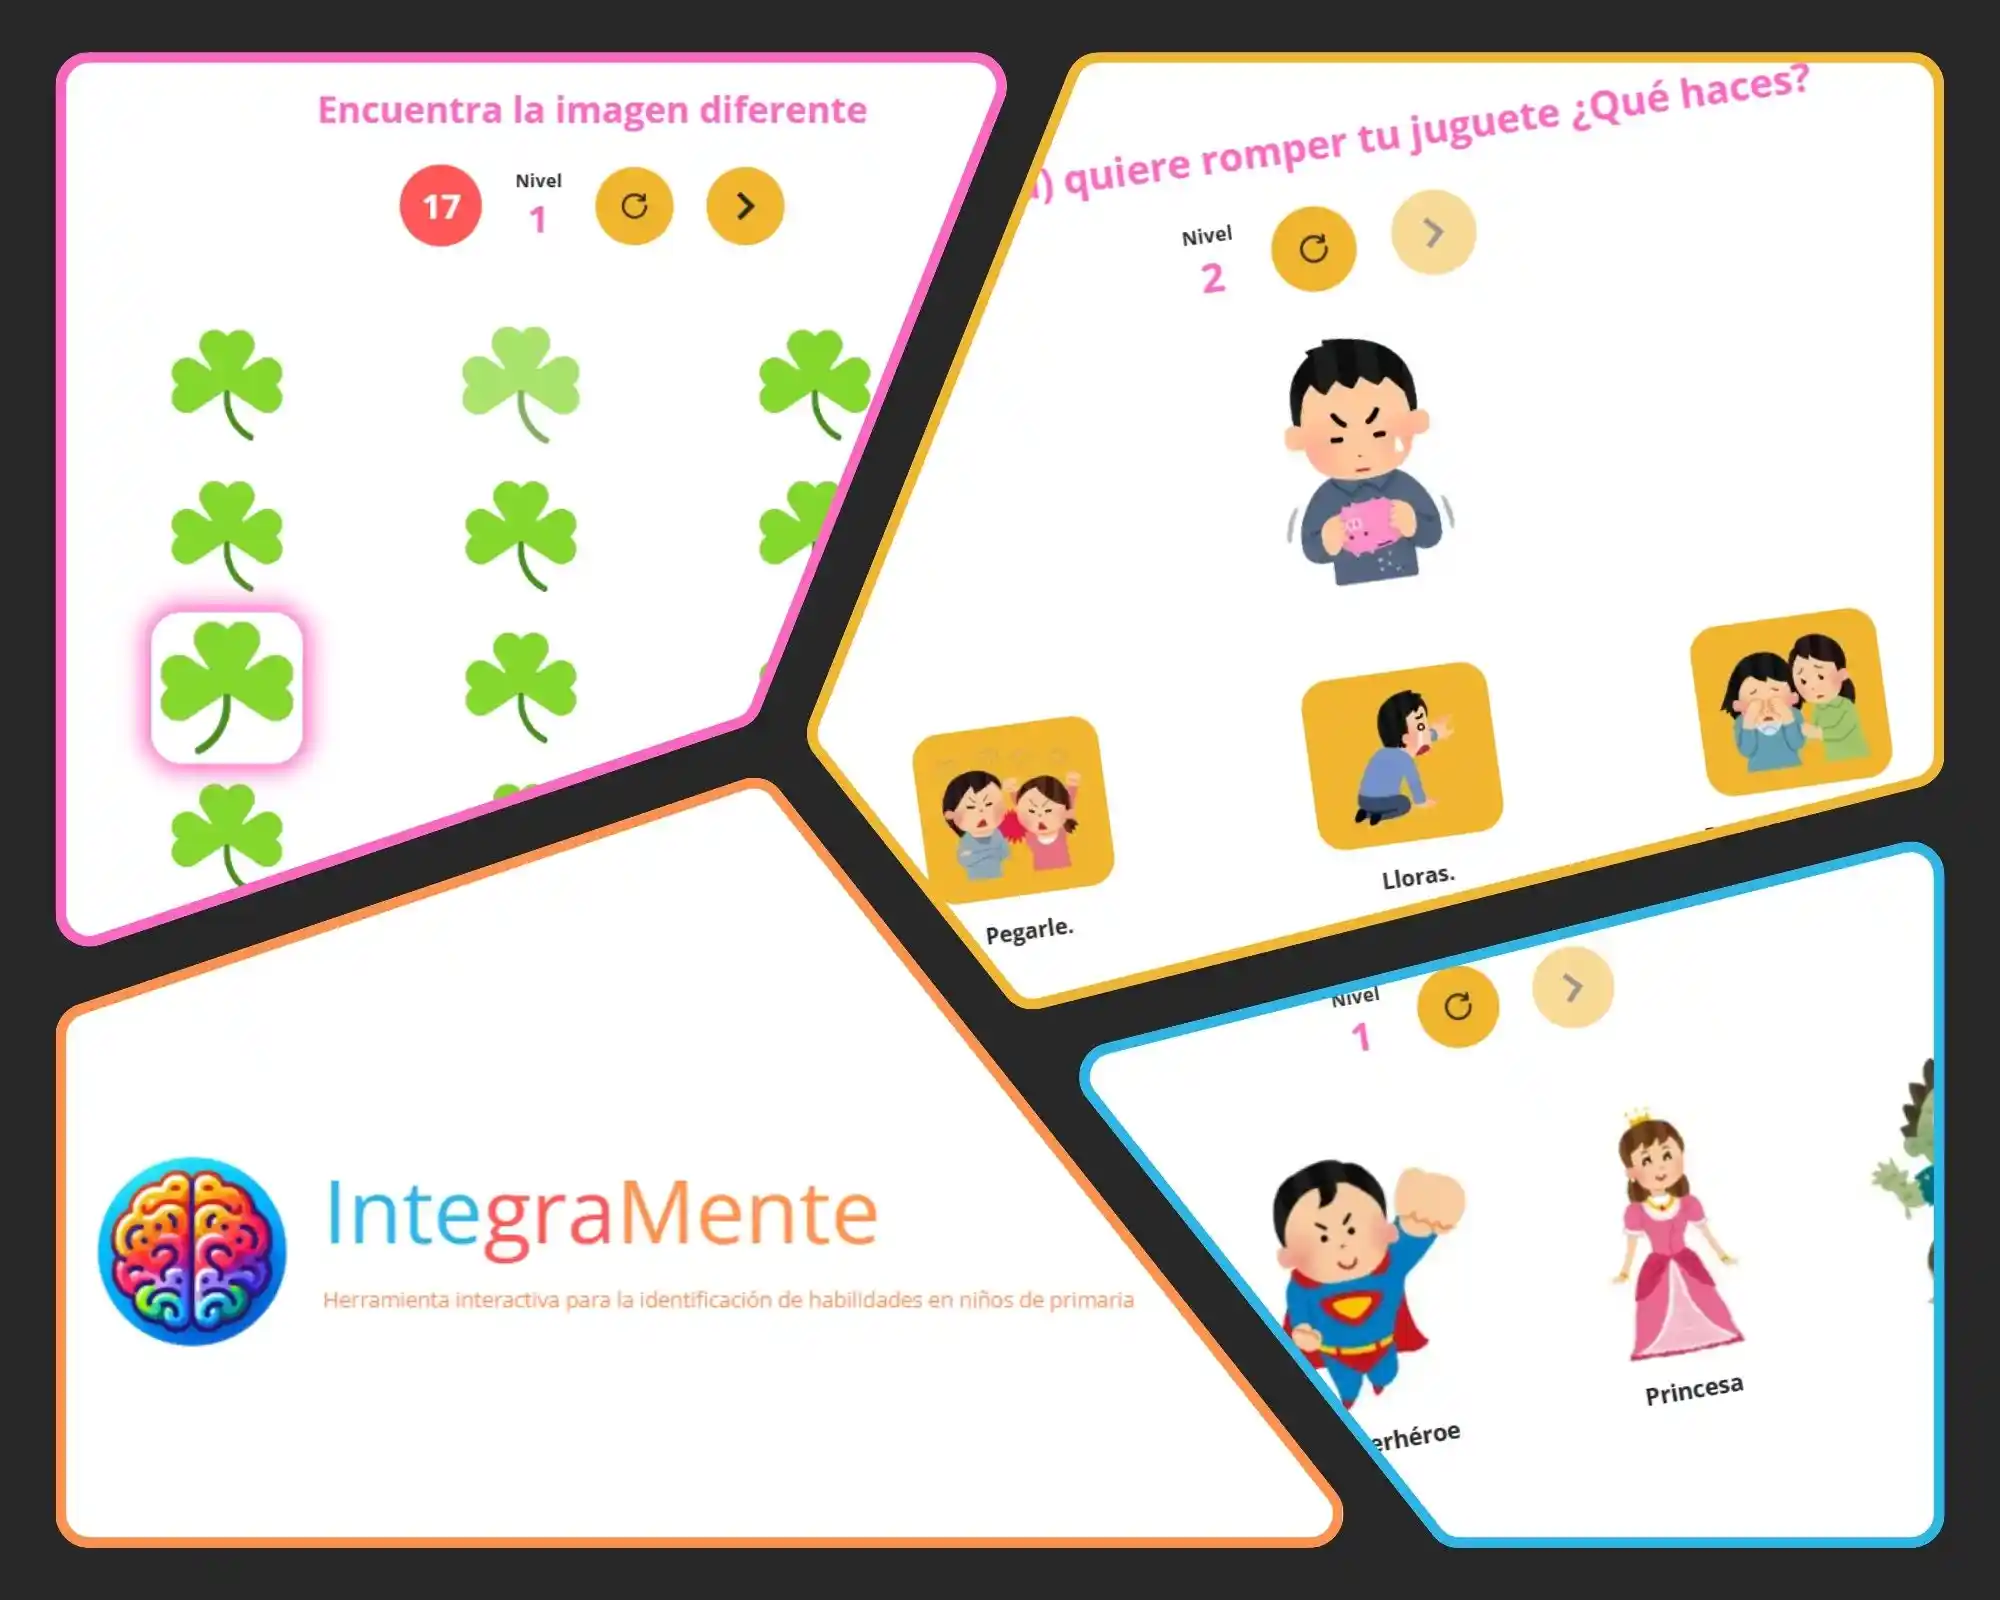 Encuentra la imagen diferente
17
Nivel
1
quiere romper tu juguete ¿Qué haces?
Nivel
2
Pegarle.
Lloras.
IntegraMente
Herramienta interactiva para la identificación de habilidades en niños de primaria
Nivel
1
erhéroe
Princesa